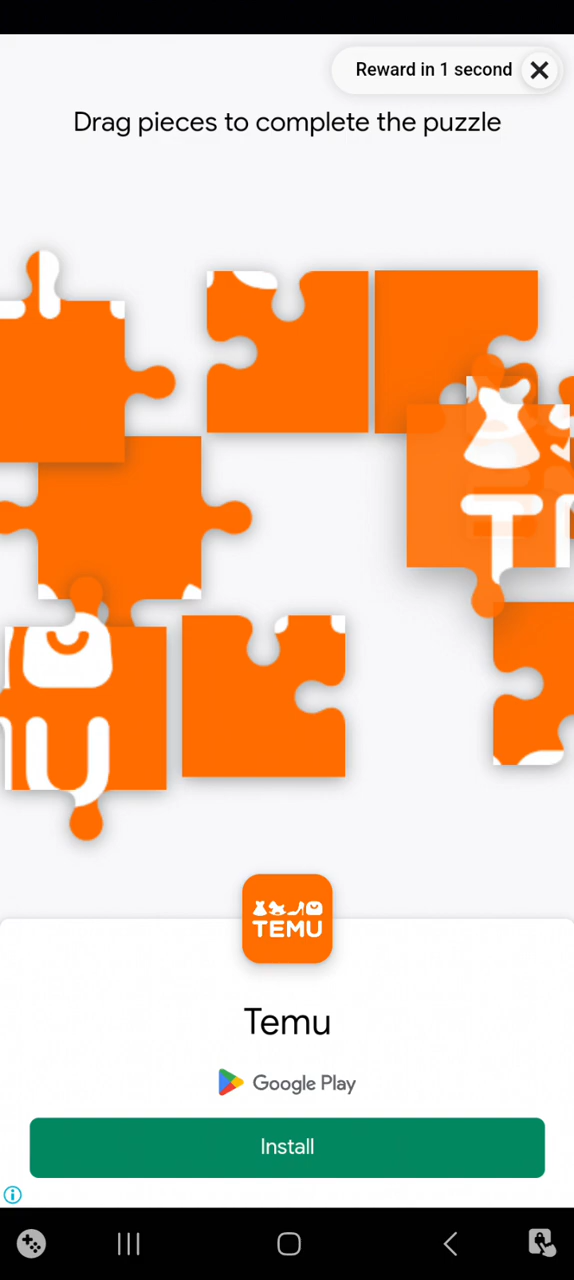 Reward in 1 second
Drag pieces to complete the puzzle
T
U
TEMU
Temu
Google Play
Install